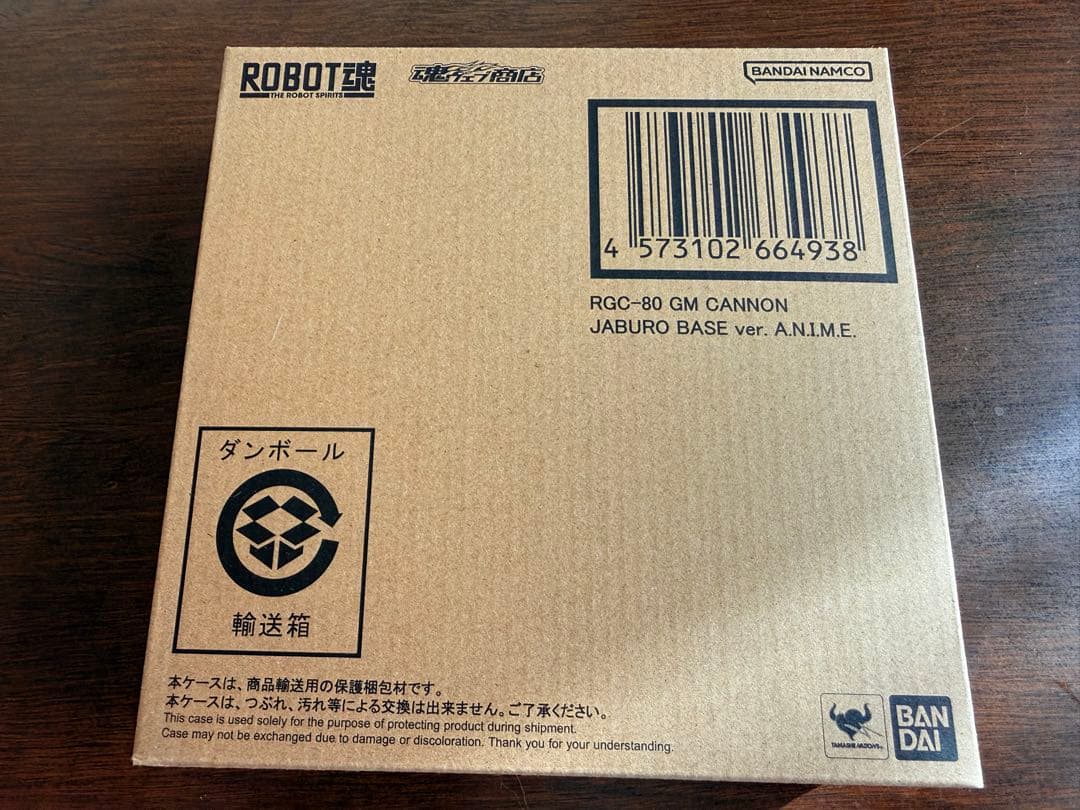 ROBOT魂
THE ROBOT SPIRITS
魂ウェブ商店
BANDAI NAMCO
4 573102 664938
RGC-80 GM CANNON
JABURO BASE ver. A.N.I.M.E.
ダンボール
輸送箱
本ケースは、商品輸送用の保護梱包材です。
本ケースは、つぶれ、汚れ等による交換は出来ません。ご了承ください。
This case is used solely for the purpose of protecting product during shipment.
Case may not be exchanged due to damage or discoloration. Thank you for your understanding.
TAMASHII NATIONS
BAN
DAI